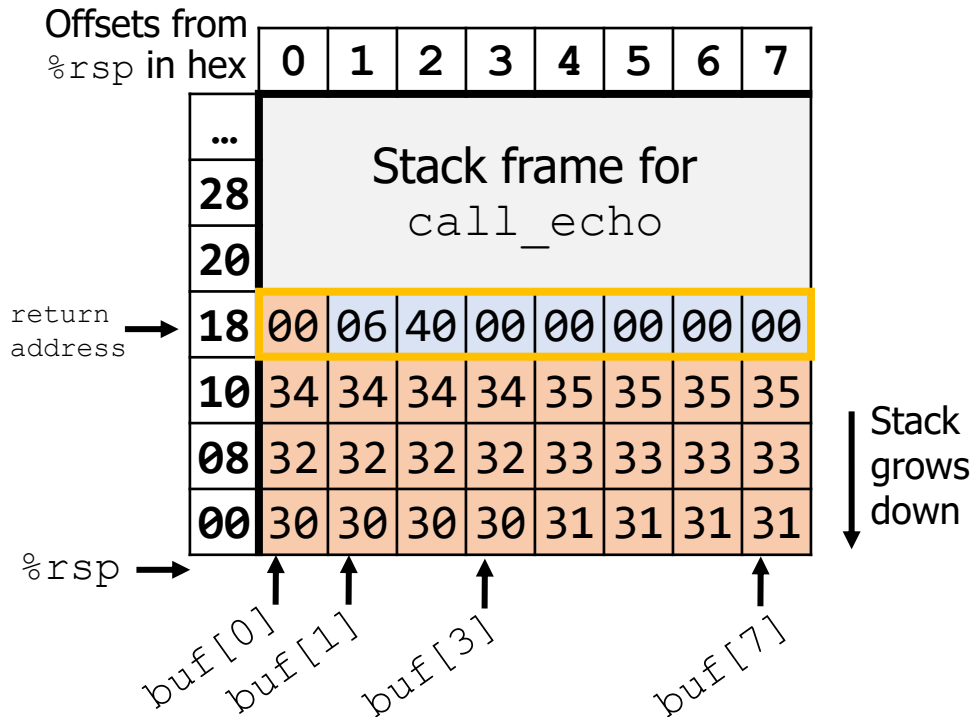 Offsets from
%rsp in hex 0 1 2 3 4 5 6 7
…
Stack frame for
28
call_echo
20
return
address
18 00 06 40 00 00 00 00 00
10 34 34 34 34 35 35 35 35
08 32 32 32 32 33 33 33 33
00 30 30 30 30 31 31 31 31
Stack
grows
down
%rsp
buf[0]
buf[1]
buf[3]
buf[7]